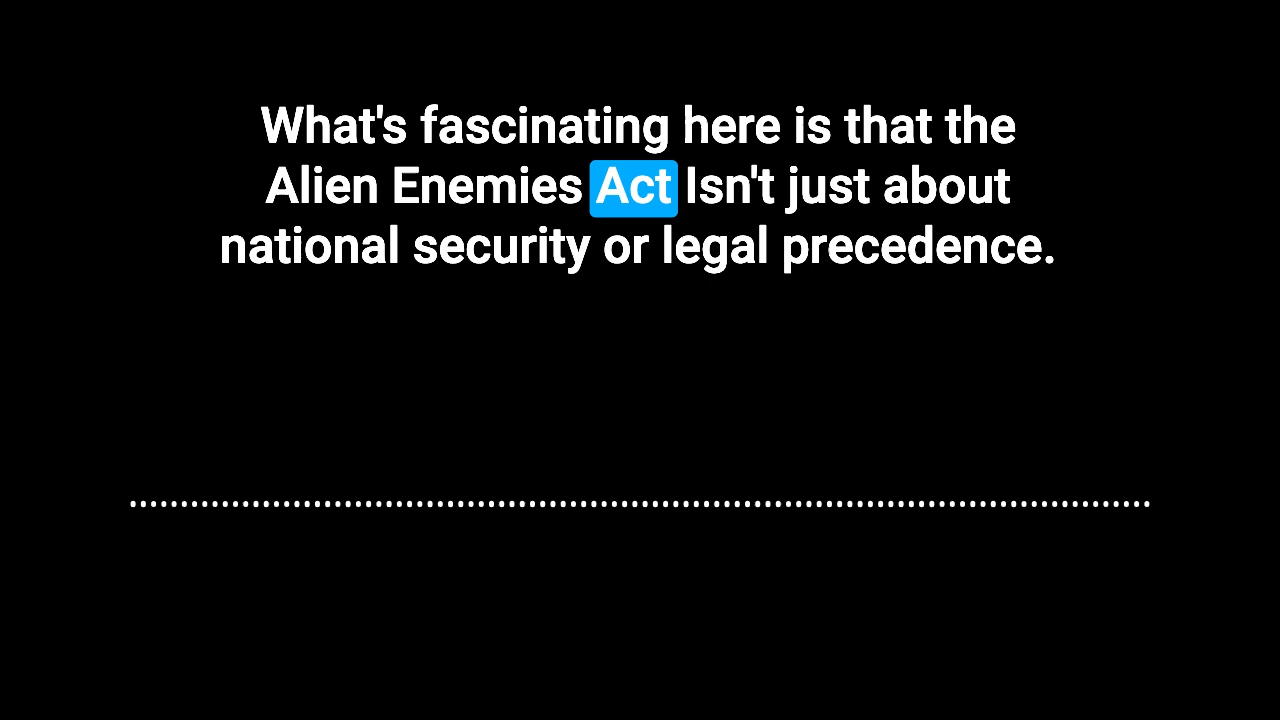 What's fascinating here is that the
Alien Enemies Act Isn't just about
national security or legal precedence.